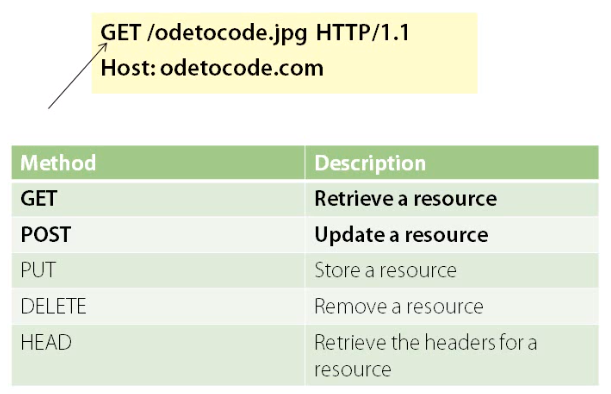 GET /odetocode.jpg HTTP/1.1
Host: odetocode.com
Method Description
GET Retrieve a resource
POST Update a resource
PUT Store a resource
DELETE Remove a resource
HEAD Retrieve the headers for a
resource